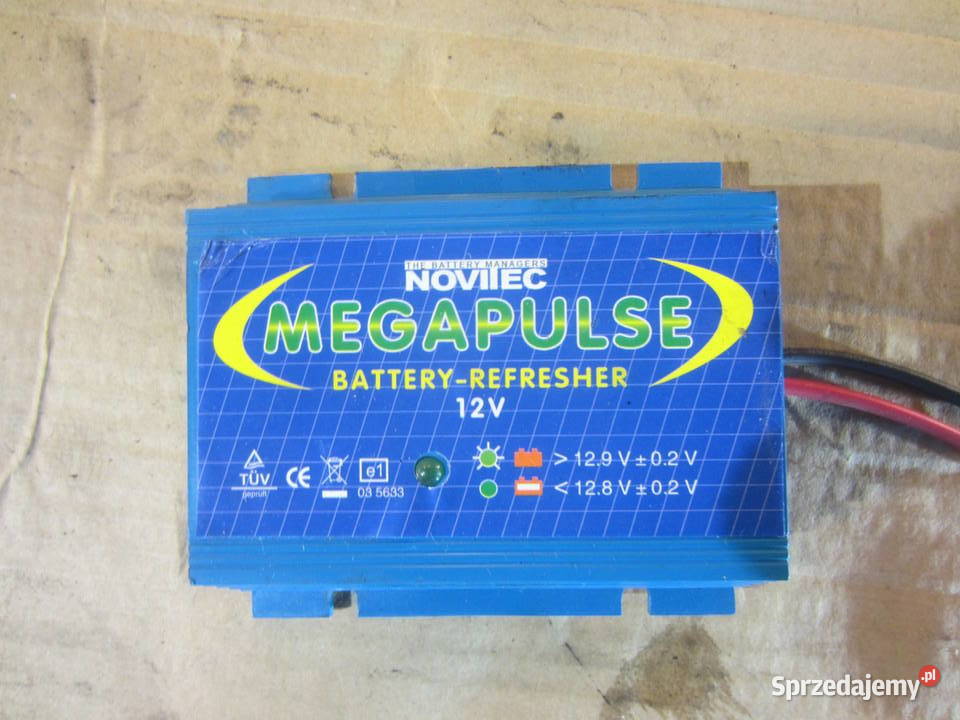 THE BATTERY MANAGERS
NOVITEC
MEGAPULSE
BATTERY-REFRESHER
12V
TÜV
geprüft
CE
e1
03 5633
> 12.9 V ± 0.2 V
< 12.8 V ± 0.2 V
Sprzedajemy.pl